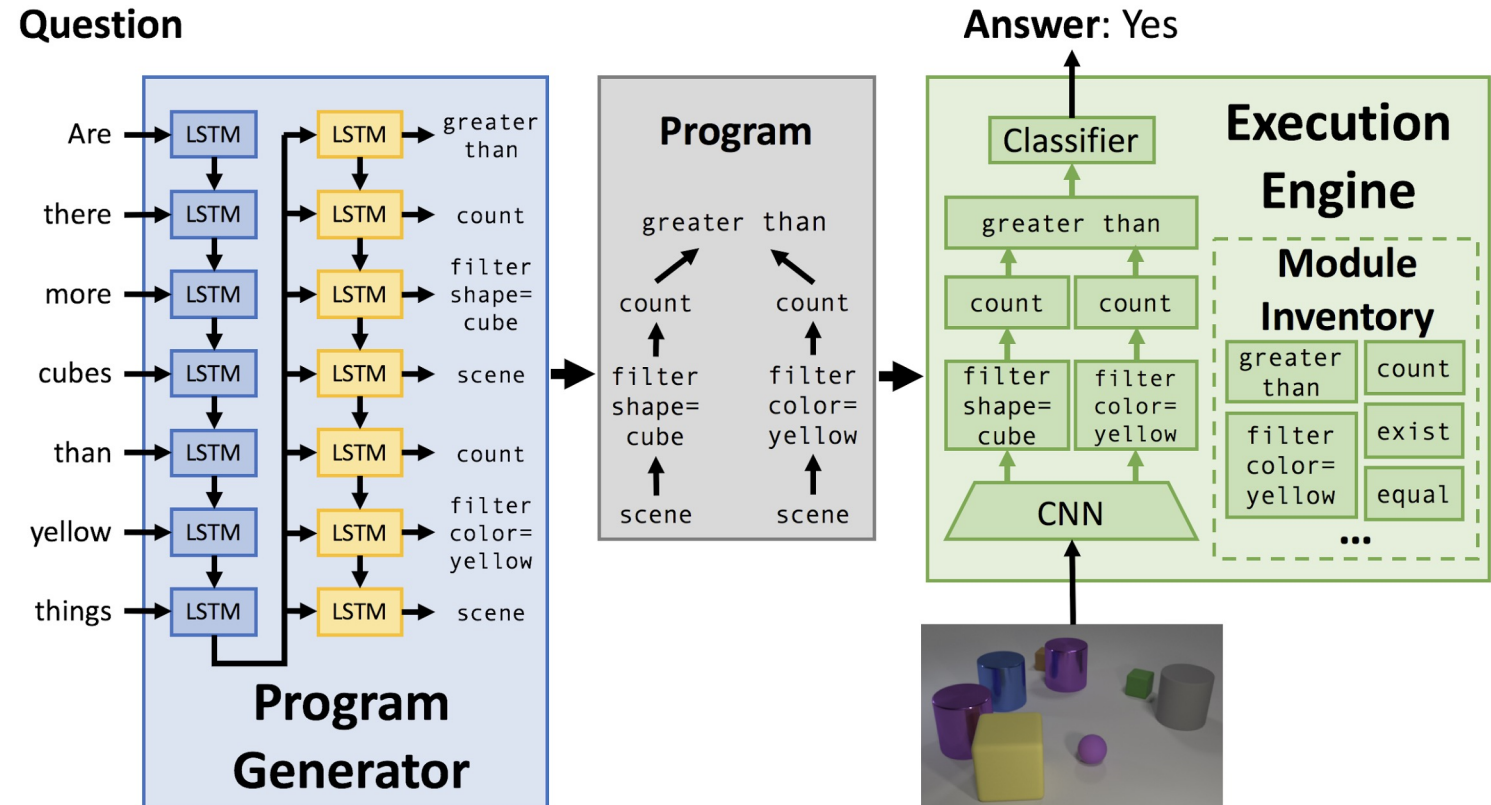 Question
Answer: Yes
Are
there
more
cubes
than
yellow
things
LSTM
LSTM
LSTM
LSTM
LSTM
LSTM
LSTM
LSTM
LSTM
LSTM
LSTM
LSTM
LSTM
LSTM
greater
than
count
filter
shape=
cube
scene
count
filter
color=
yellow
scene
Program
Generator
Program
greater than
count
count
filter
shape=
cube
filter
color=
yellow
scene
scene
Execution
Engine
Classifier
greater than
count
count
filter
shape=
cube
filter
color=
yellow
CNN
Module
Inventory
greater
than
count
filter
color=
yellow
exist
equal
...